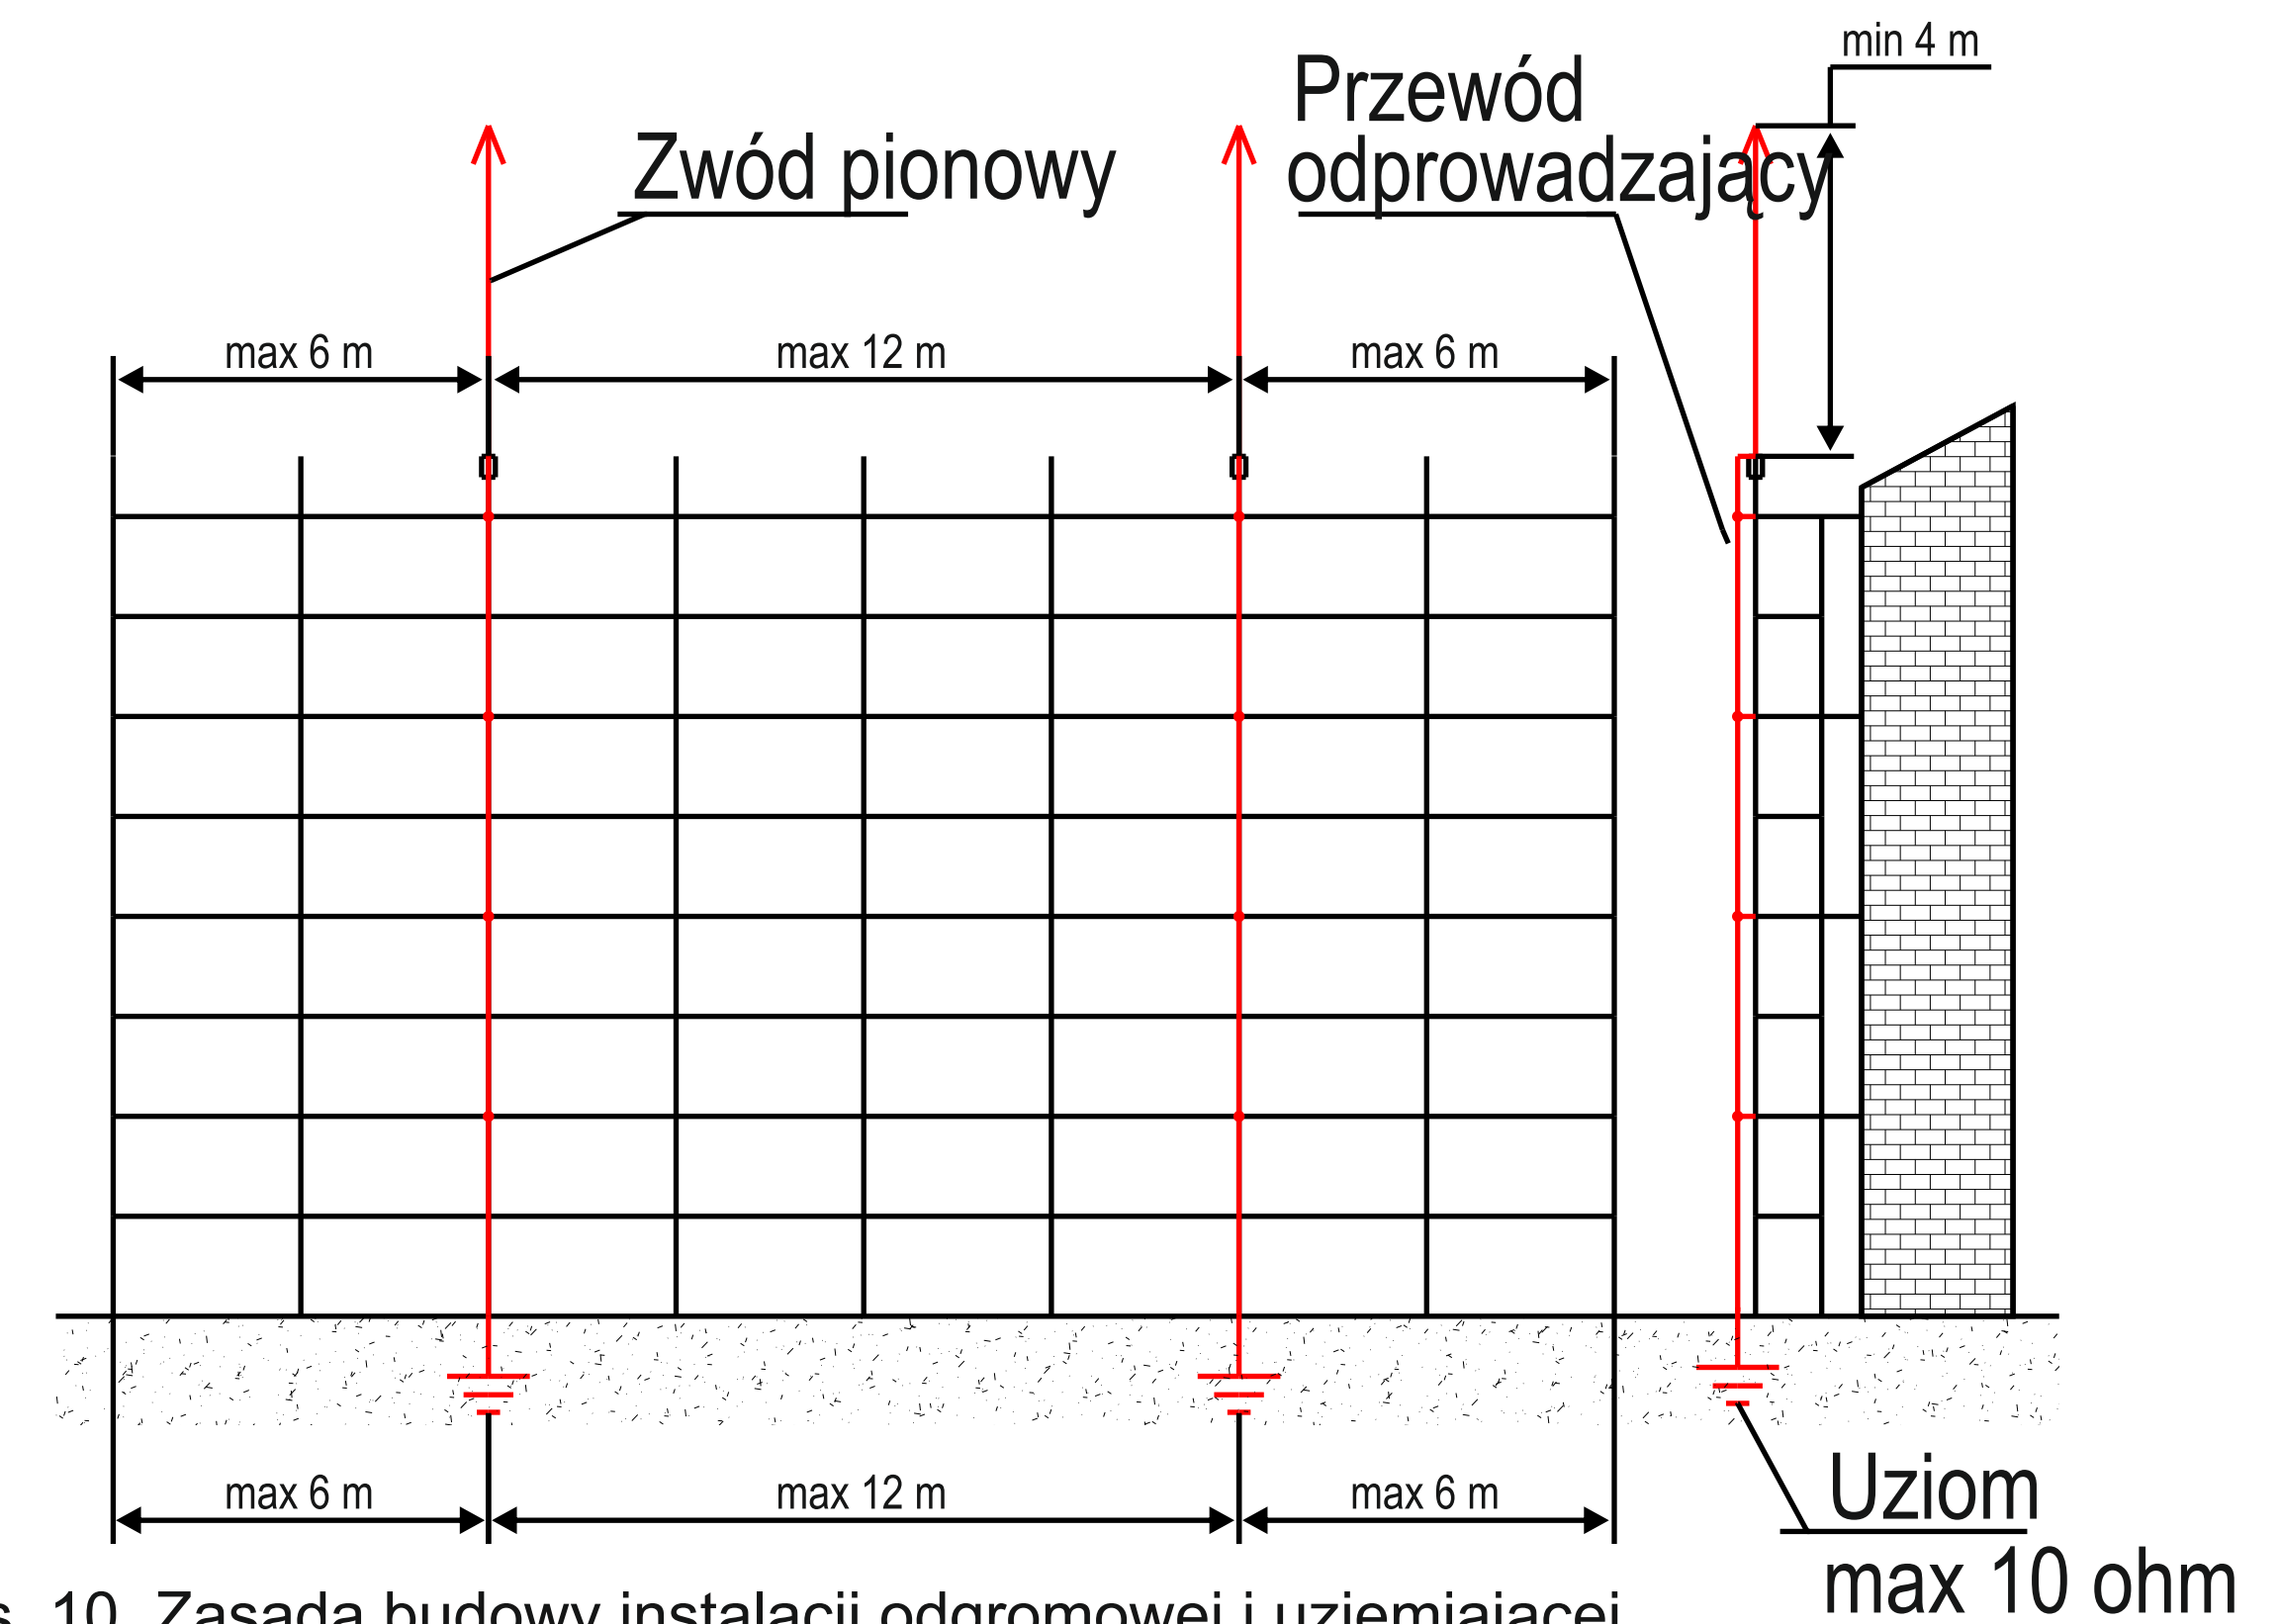 min 4 m
Przewód
odprowadzający
Zwód pionowy
max 6 m
max 12 m
max 6 m
max 6 m
max 12 m
max 6 m
Uziom
max 10 ohm
s. 10 Zasada budowy instalacji odgromowej i uziemiającej